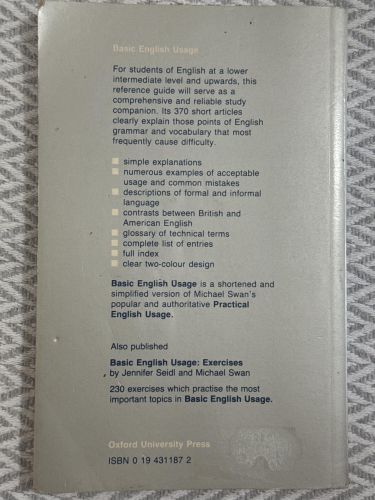 Basic English Usage
For students of English at a lower
intermediate level and upwards, this
reference guide will serve as a
comprehensive and reliable study
companion. Its 370 short articles
clearly explain those points of English
grammar and vocabulary that most
frequently cause difficulty.
simple explanations
numerous examples of acceptable
usage and common mistakes
descriptions of formal and informal
language
contrasts between British and
American English
glossary of technical terms
complete list of entries
full index
clear two-colour design
Basic English Usage is a shortened and
simplified version of Michael Swan's
popular and authoritative Practical
English Usage.
Also published
Basic English Usage: Exercises
by Jennifer Seidl and Michael Swan
230 exercises which practise the most
important topics in Basic English Usage.
Oxford University Press
ISBN 0 19 431187 2